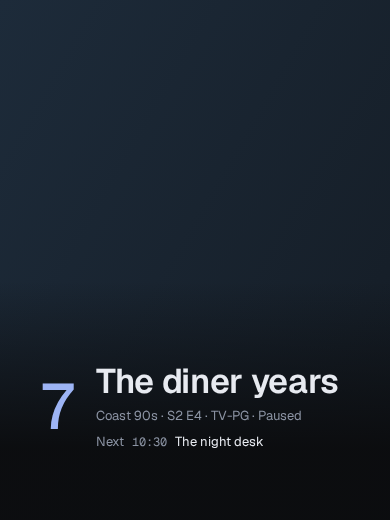 7
The diner years
Coast 90s · S2 E4 · TV-PG · Paused
Next 10:30 The night desk